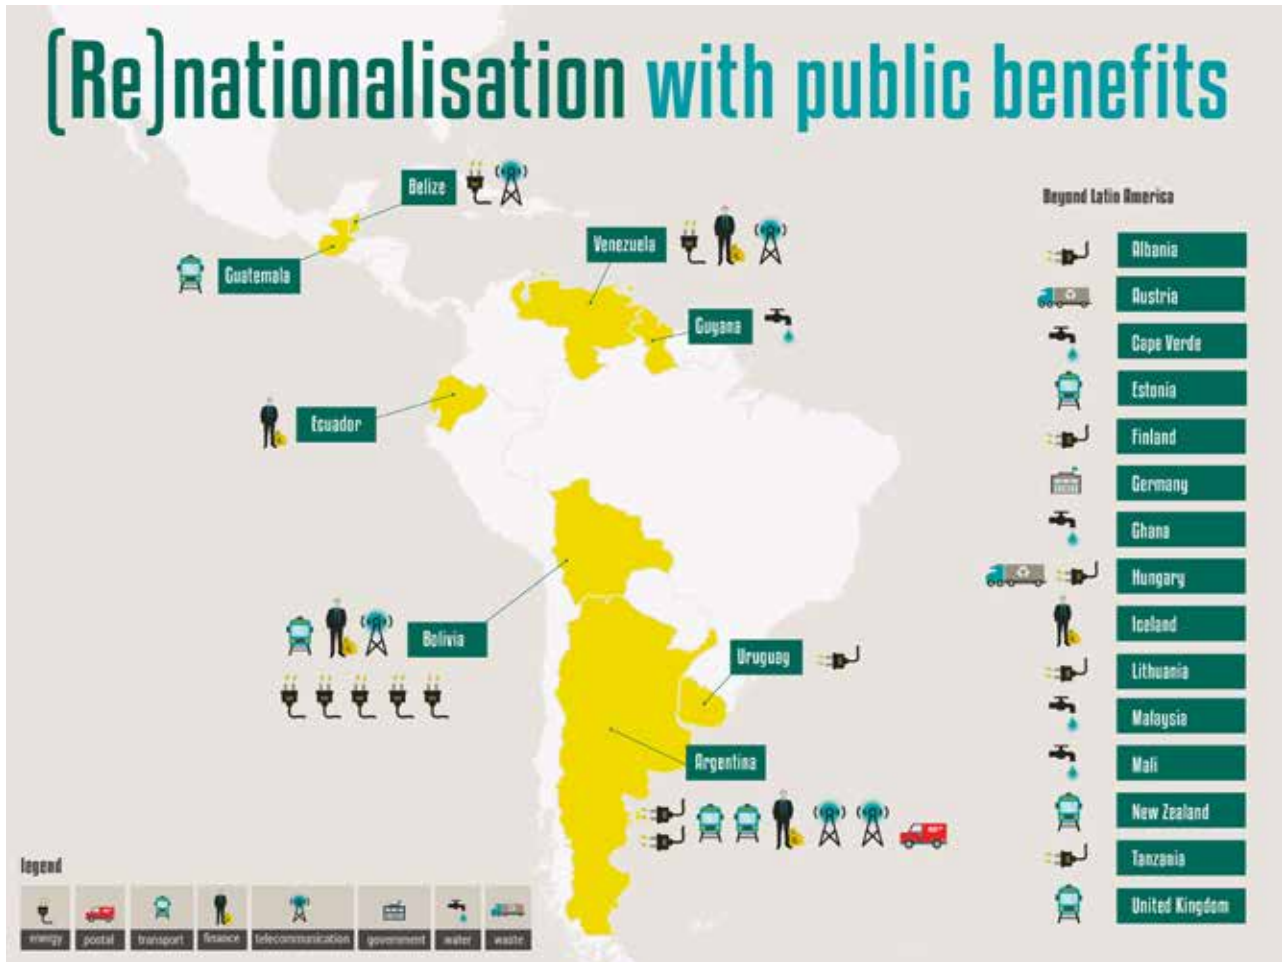 (Re)nationalisation with public benefits
Belize
Beyond Latin America
Venezuela
Albania
Guatemala
Austria
Guyana
Cape Verde
Estonia
Ecuador
Finland
Germany
Ghana
Hungary
Iceland
Bolivia
Uruguay
Lithuania
Malaysia
Argentina
Mali
New Zealand
Tanzania
United Kingdom
legend
energy
postal
transport
finance
telecommunication
government
water
waste